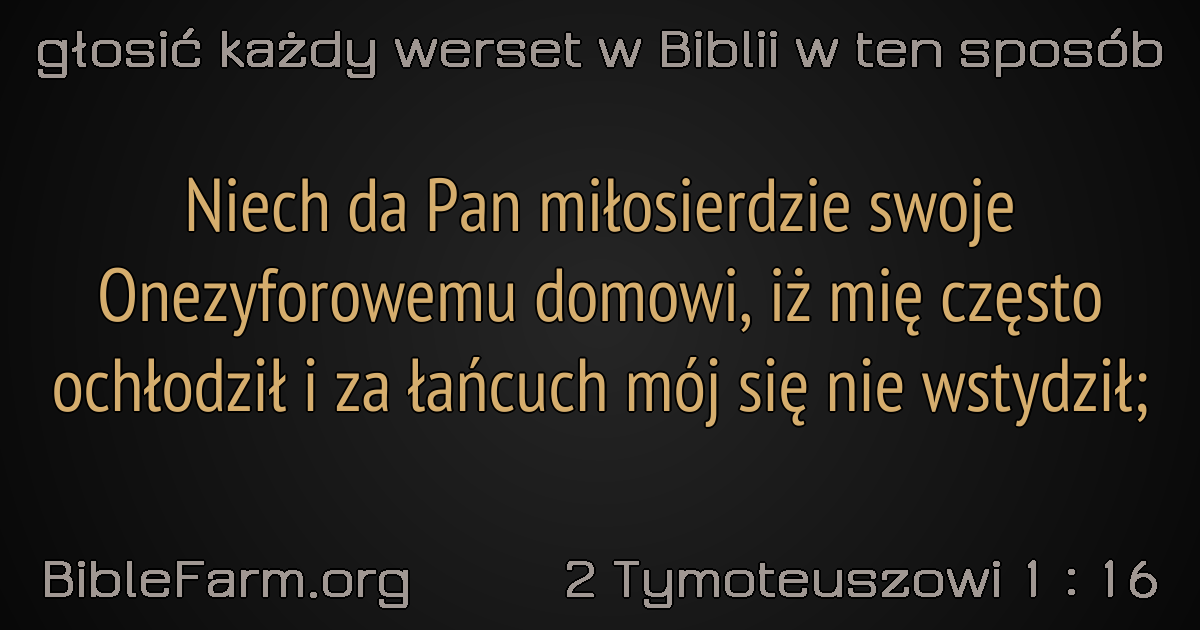 głosić każdy werset w Biblii w ten sposób
Niech da Pan miłosierdzie swoje
Onezyforowemu domowi, iż mię często
ochłodził i za łańcuch mój się nie wstydził;
BibleFarm.org 2 Tymoteuszowi 1 : 16